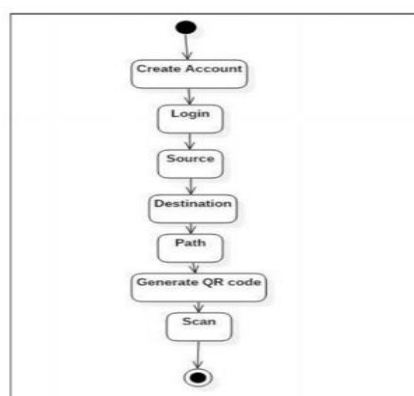 Create Account
Login
Source
Destination
Path
Generate QR code
Scan